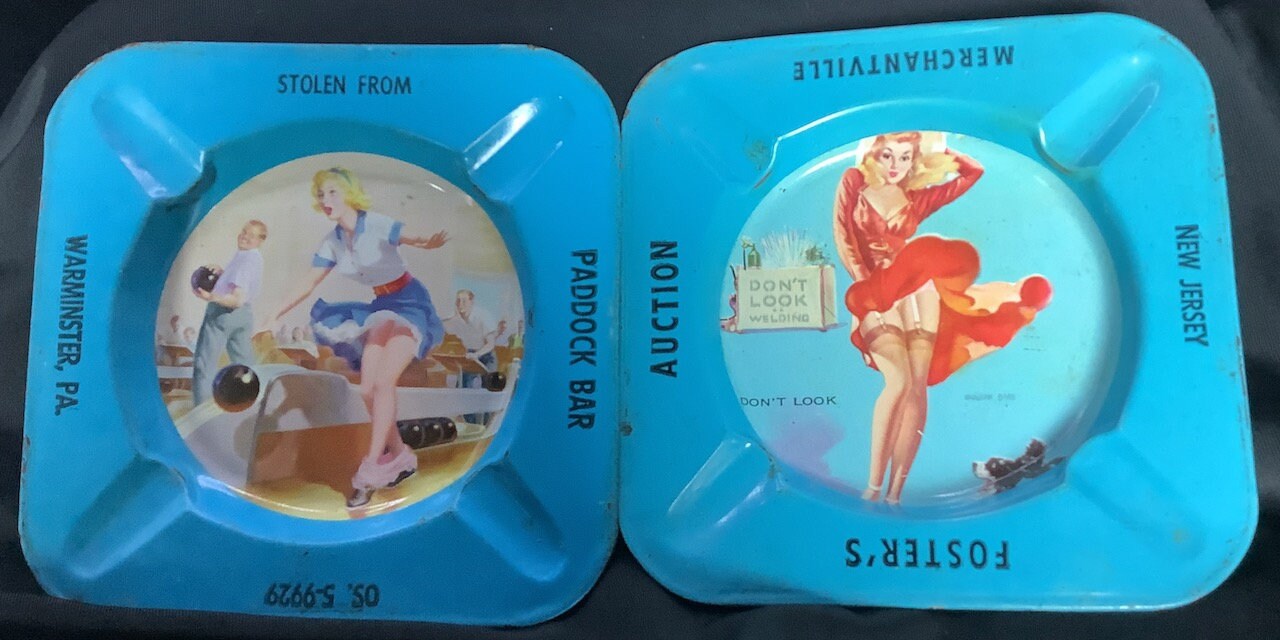 STOLEN FROM
PADDOCK BAR
WARMINSTER, PA.
OS. 5-9929
MERCHANTVILLE
NEW JERSEY
FOSTER'S
AUCTION
DON'T
LOOK
WELDING
DON'T LOOK